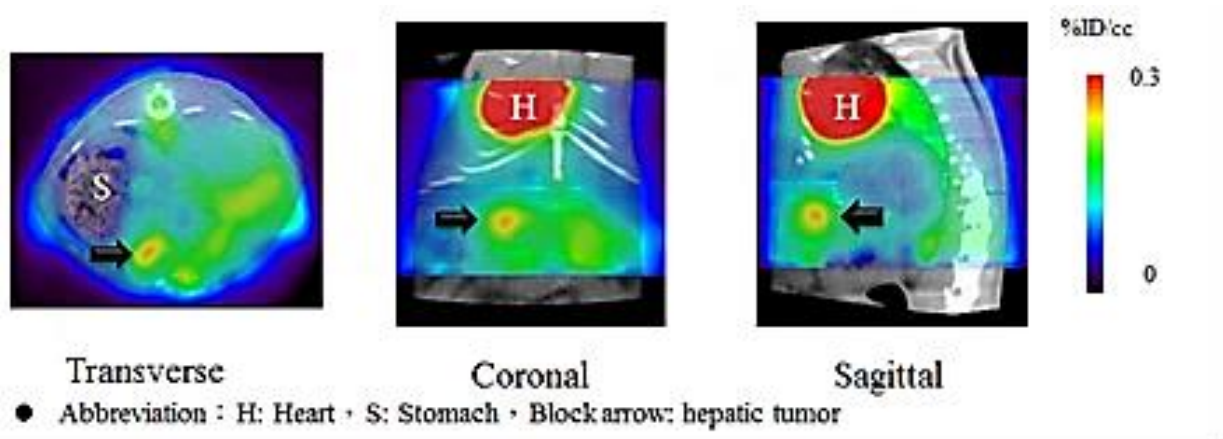 %ID/cc
0.3
H
H
S
0
Transverse
Coronal
Sagittal
● Abbreviation：H: Heart，S: Stomach，Block arrow: hepatic tumor